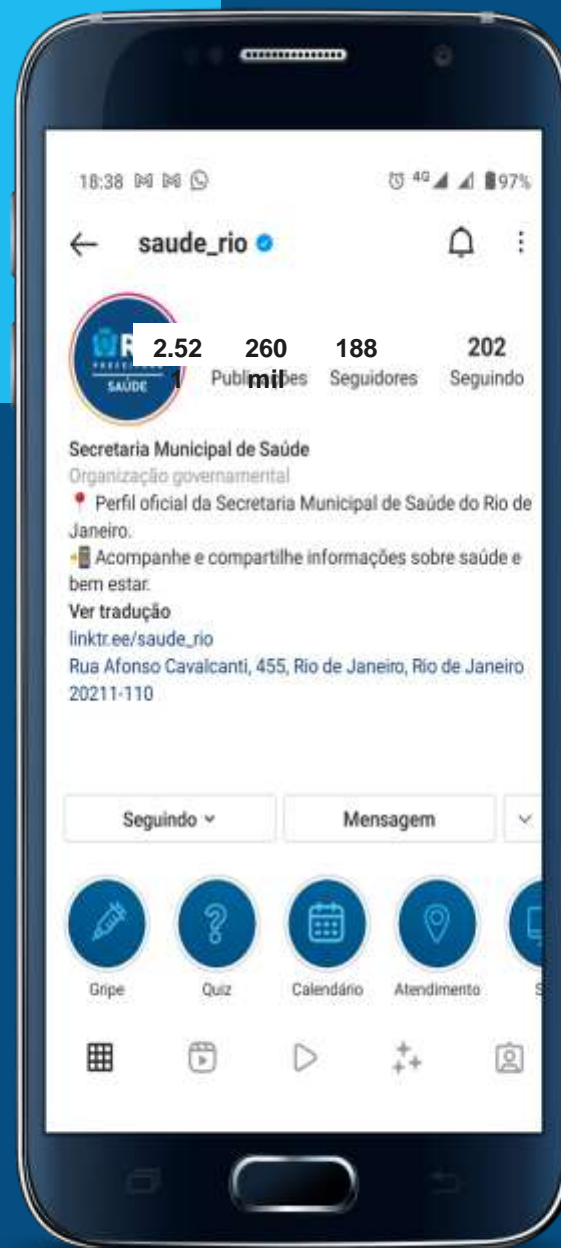 18:38 4G 97%
saude_rio
R
PREFEITURA
SAÚDE
2.52 260 188 202
1 mil
Publicações Seguidores Seguindo
Secretaria Municipal de Saúde
Organização governamental
📍 Perfil oficial da Secretaria Municipal de Saúde do Rio de
Janeiro.
📲 Acompanhe e compartilhe informações sobre saúde e
bem estar.
Ver tradução
linktr.ee/saude_rio
Rua Afonso Cavalcanti, 455, Rio de Janeiro, Rio de Janeiro
20211-110
Seguindo Mensagem
Gripe Quiz Calendário Atendimento S